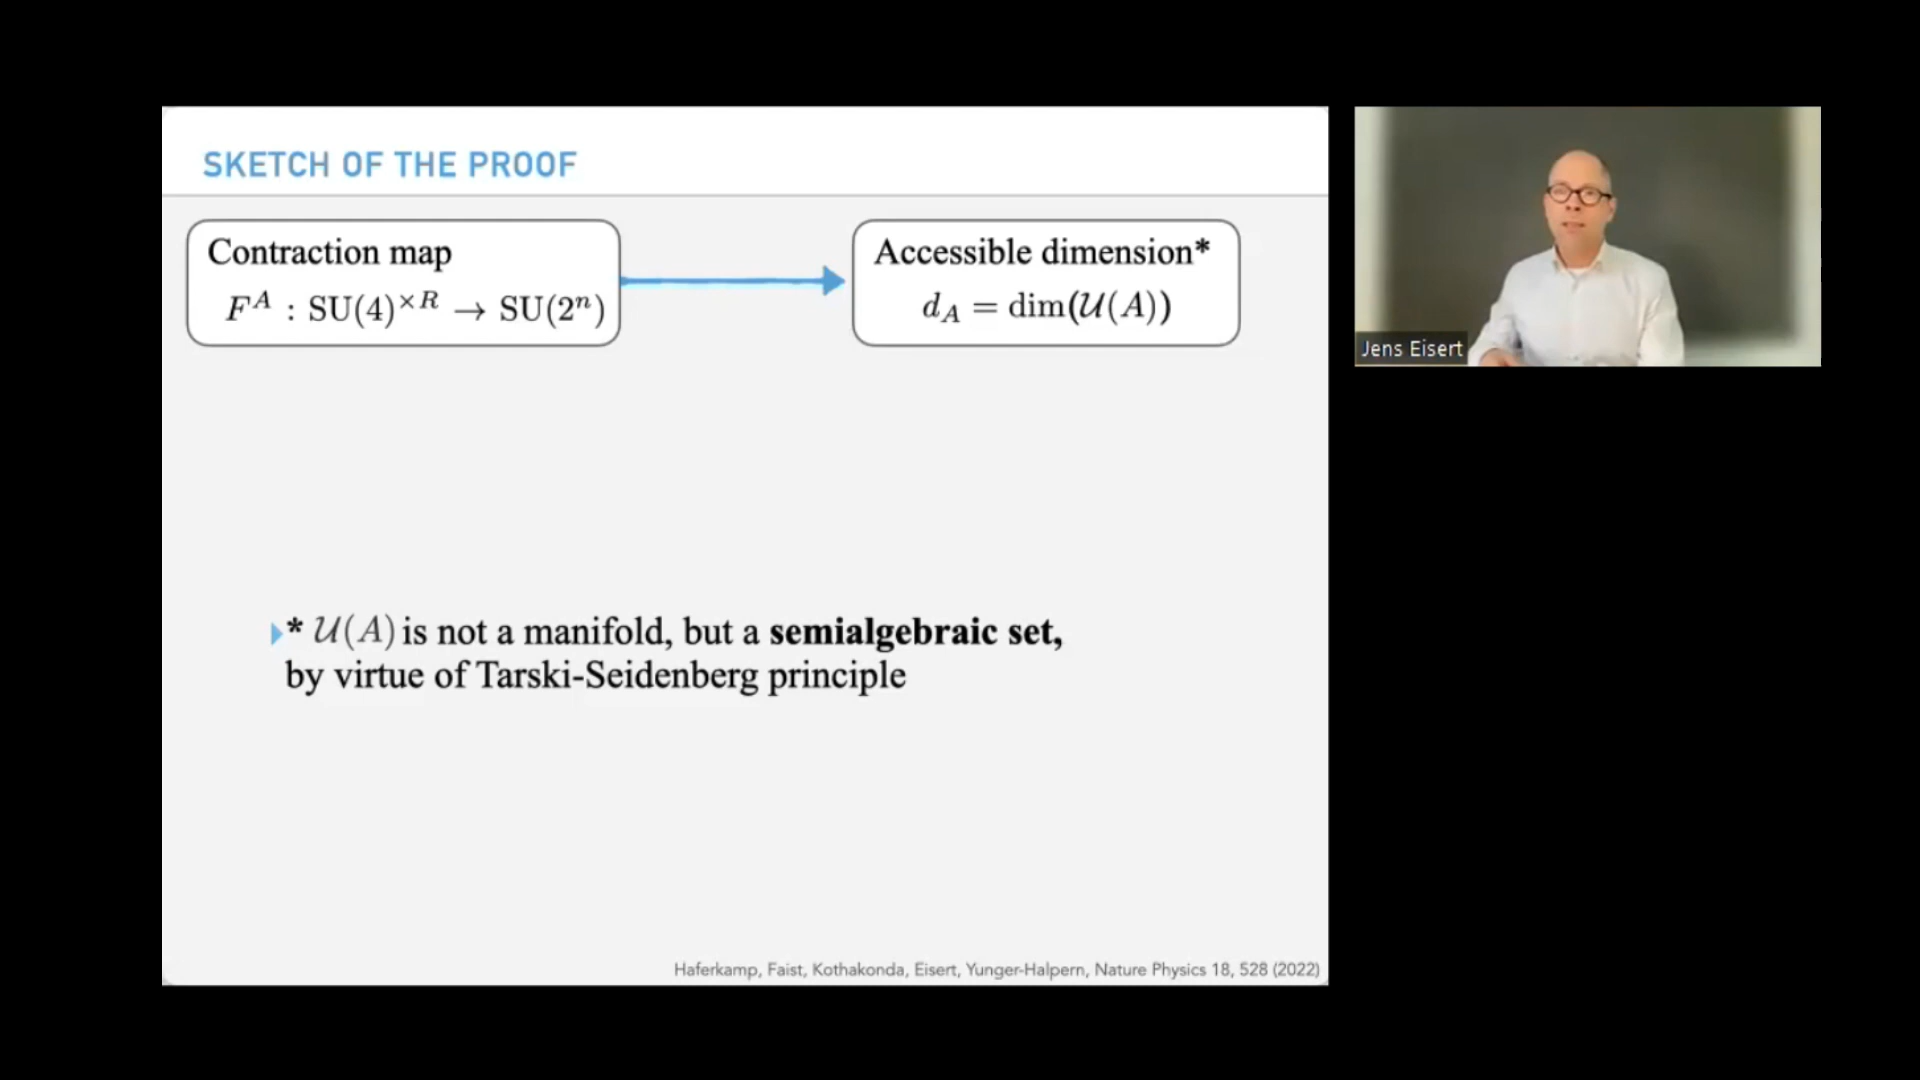 SKETCH OF THE PROOF
Contraction map
F^A : SU(4)^{×R} → SU(2^n)
Accessible dimension*
d_A = dim(𝒰(A))
* 𝒰(A) is not a manifold, but a semialgebraic set,
by virtue of Tarski-Seidenberg principle
Haferkamp, Faist, Kothakonda, Eisert, Yunger-Halpern, Nature Physics 18, 528 (2022)
Jens Eisert